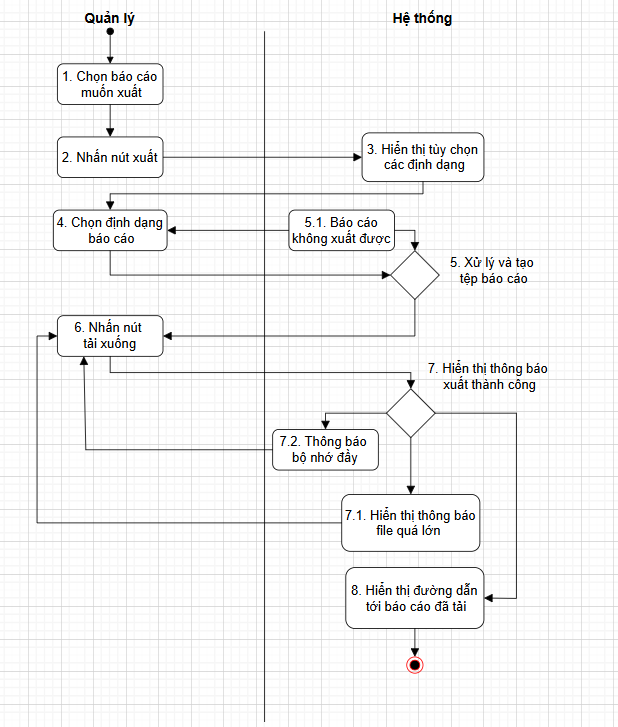 Quản lý
Hệ thống
1. Chọn báo cáo
muốn xuất
2. Nhấn nút xuất
3. Hiển thị tùy chọn
các định dạng
4. Chọn định dạng
báo cáo
5.1. Báo cáo
không xuất được
5. Xử lý và tạo
tệp báo cáo
6. Nhấn nút
tải xuống
7. Hiển thị thông báo
xuất thành công
7.2. Thông báo
bộ nhớ đầy
7.1. Hiển thị thông báo
file quá lớn
8. Hiển thị đường dẫn
tới báo cáo đã tải